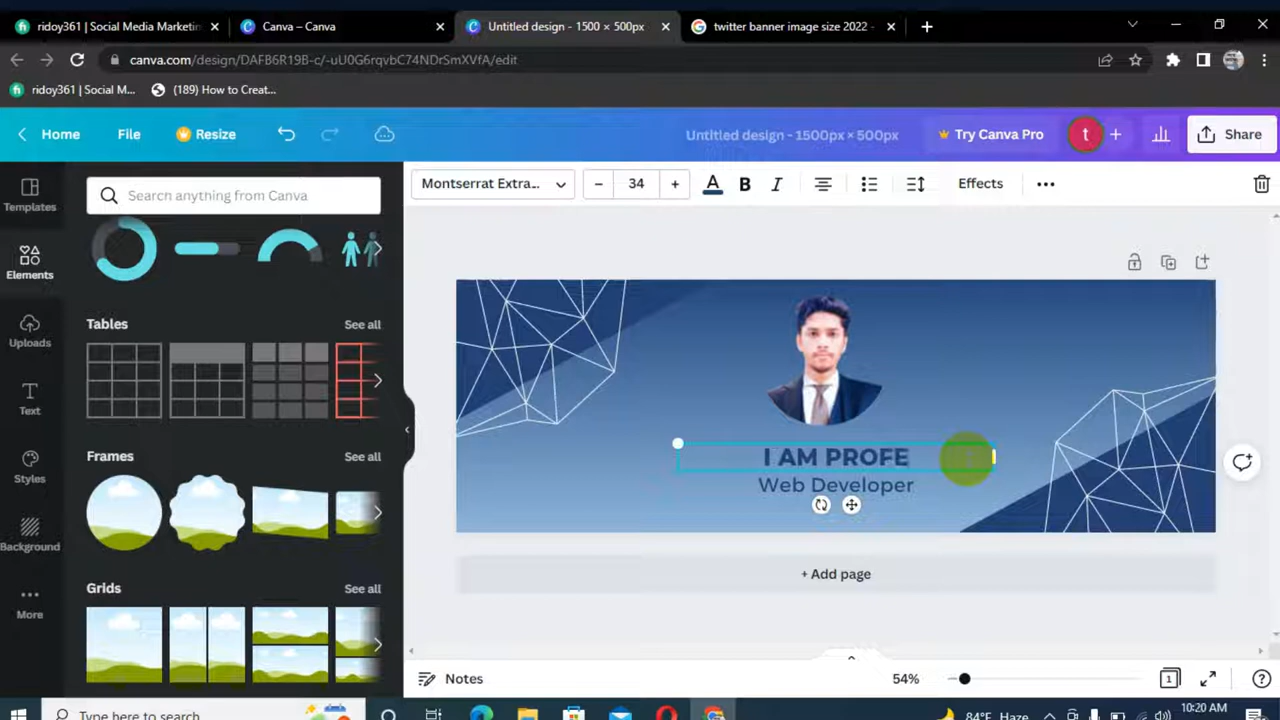 ridoy361 | Social Media Marketin
Canva – Canva
Untitled design - 1500 × 500px
twitter banner image size 2022 -
canva.com/design/DAFB6R19B-c/-uU0G6rqvbC74NDrSmXVfA/edit
ridoy361 | Social M...
(189) How to Creat...
Home
File
Resize
Untitled design - 1500px × 500px
Try Canva Pro
t
Share
Templates
Search anything from Canva
Montserrat Extra...
34
A
B
I
Effects
Elements
Tables
See all
Uploads
Text
Frames
See all
Styles
I AM PROFE
Web Developer
Background
+ Add page
Grids
See all
More
Notes
54%
1
Type here to search
84°F Haze
10:20 AM